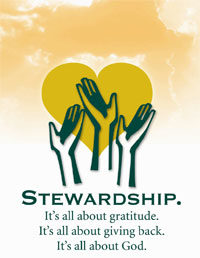 STEWARDSHIP.
It's all about gratitude.
It's all about giving back.
It's all about God.